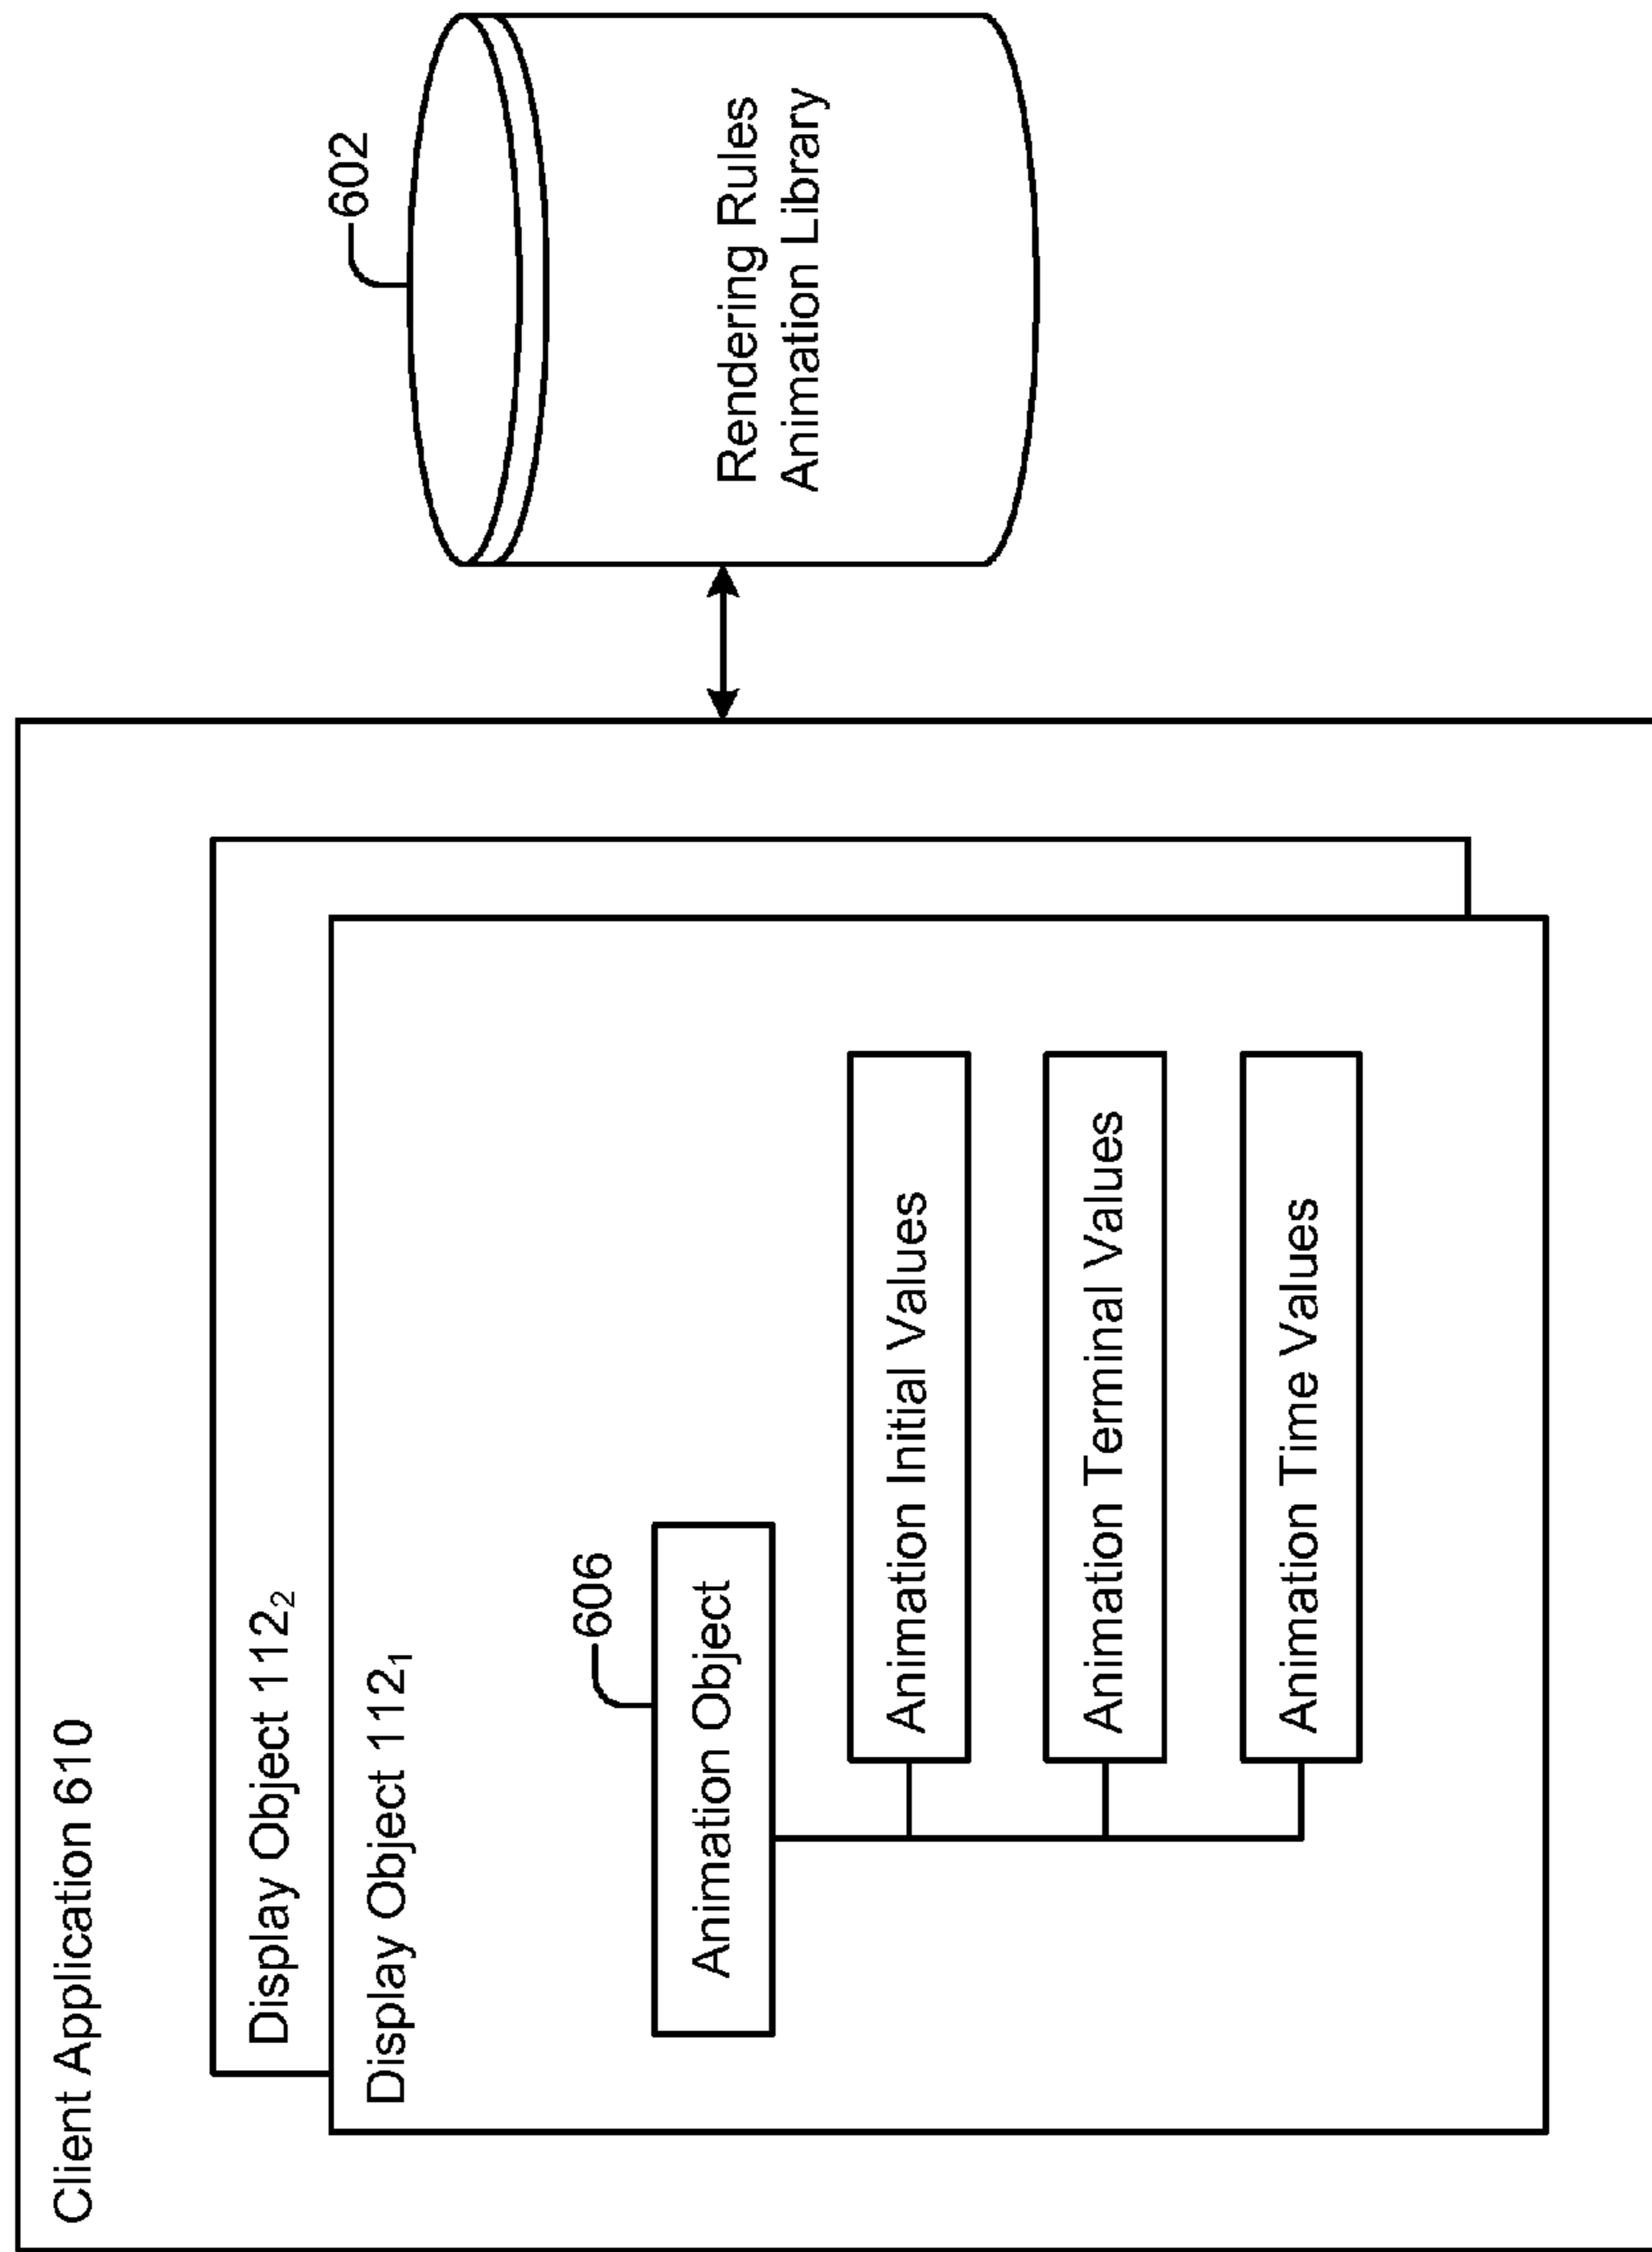 Client Application 610
Display Object 112₂
Display Object 112₁
606
Animation Object
Animation Initial Values
Animation Terminal Values
Animation Time Values
602
Rendering Rules
Animation Library